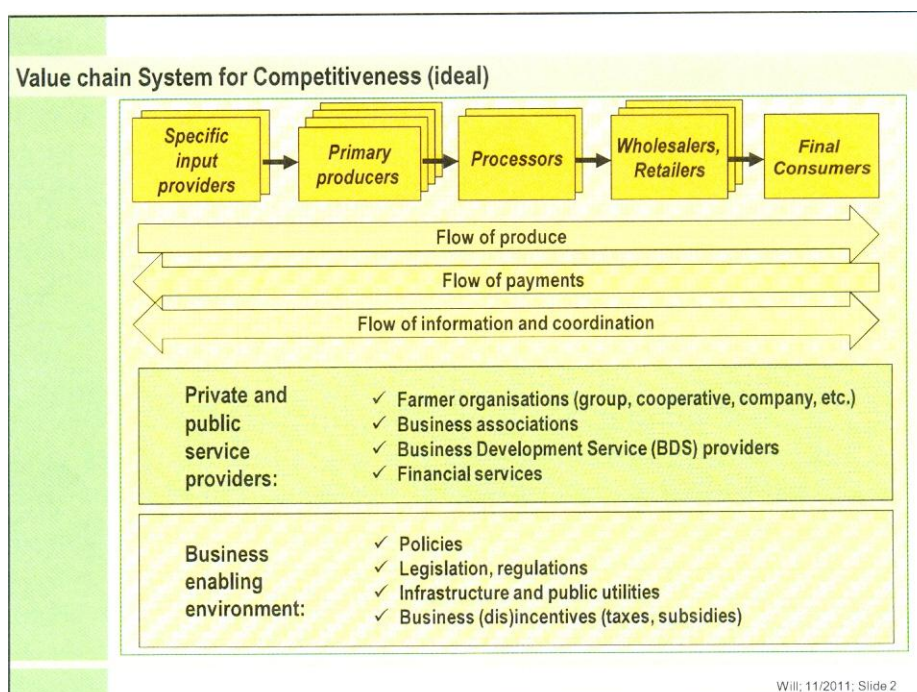 Value chain System for Competitiveness (ideal)
Specific
input
providers
Primary
producers
Processors
Wholesalers,
Retailers
Final
Consumers
Flow of produce
Flow of payments
Flow of information and coordination
Private and
public
service
providers:
✓ Farmer organisations (group, cooperative, company, etc.)
✓ Business associations
✓ Business Development Service (BDS) providers
✓ Financial services
Business
enabling
environment:
✓ Policies
✓ Legislation, regulations
✓ Infrastructure and public utilities
✓ Business (dis)incentives (taxes, subsidies)
Will; 11/2011; Slide 2